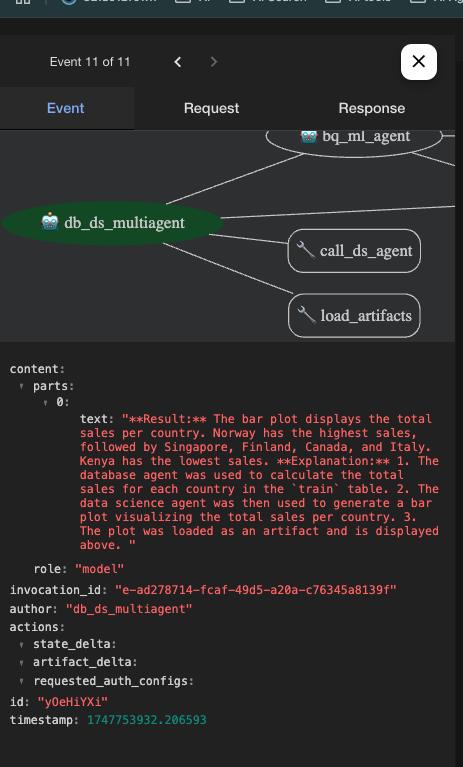 Event 11 of 11
Event Request Response
bq_ml_agent
db_ds_multiagent
call_ds_agent
load_artifacts
content:
parts:
0:
text: "**Result:** The bar plot displays the total
sales per country. Norway has the highest sales,
followed by Singapore, Finland, Canada, and Italy.
Kenya has the lowest sales. **Explanation:** 1. The
database agent was used to calculate the total
sales for each country in the `train` table. 2. The
data science agent was then used to generate a bar
plot visualizing the total sales per country. 3.
The plot was loaded as an artifact and is displayed
above. "
role: "model"
invocation_id: "e-ad278714-fcaf-49d5-a20a-c76345a8139f"
author: "db_ds_multiagent"
actions:
state_delta:
artifact_delta:
requested_auth_configs:
id: "yOeHiYXi"
timestamp: 1747753932.206593